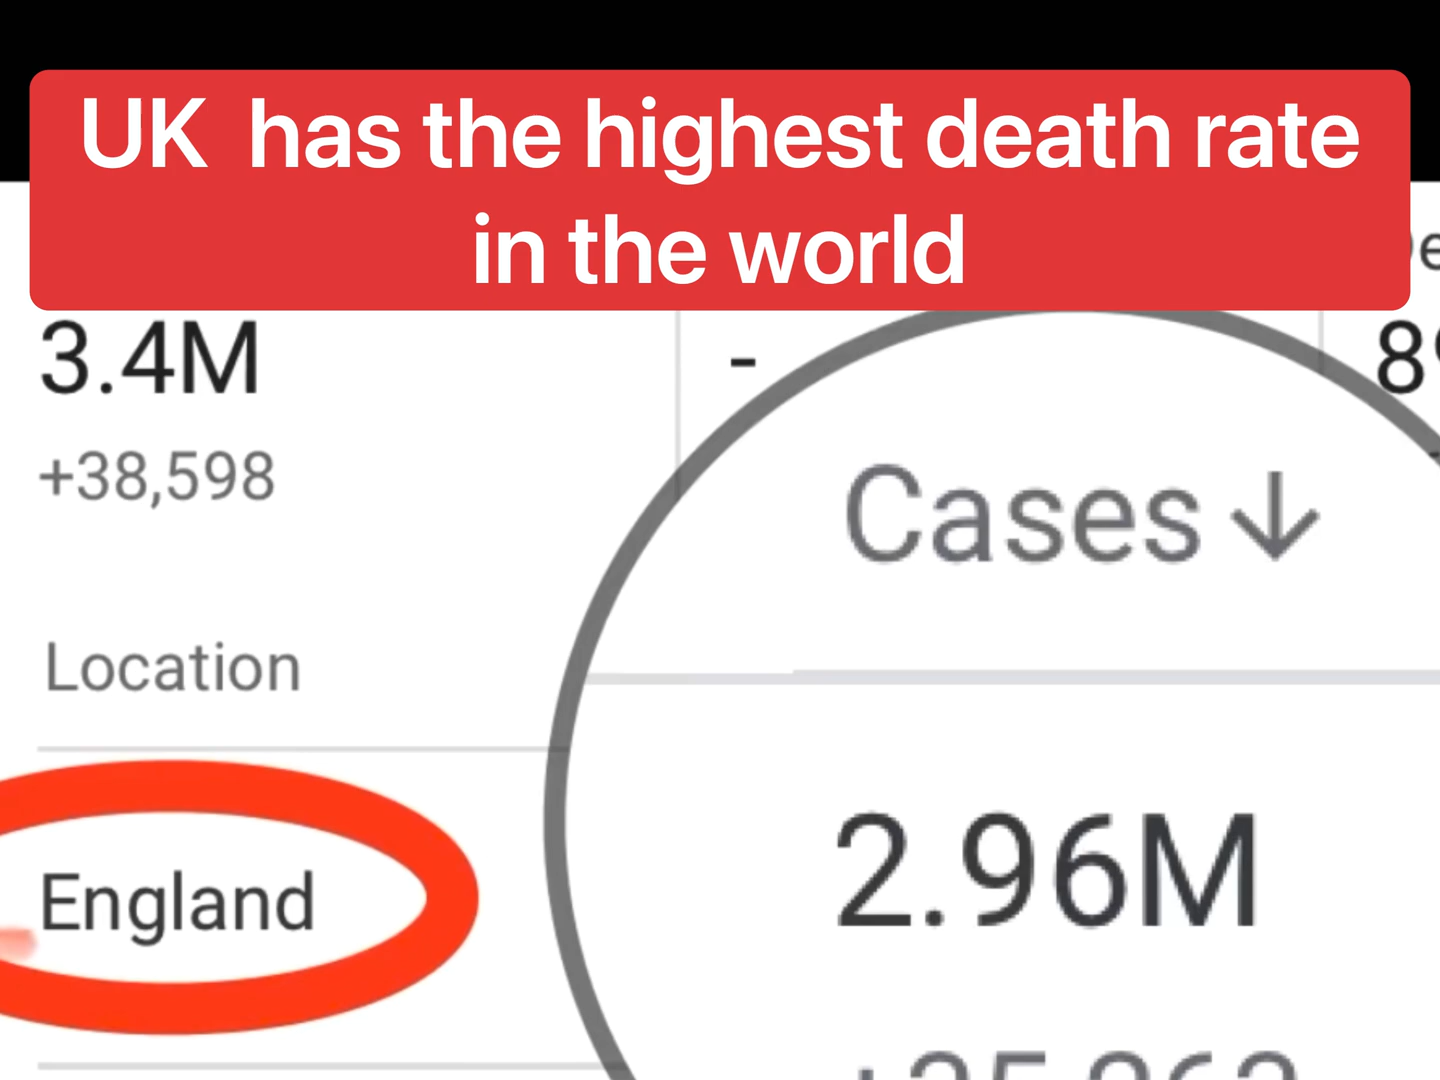 UK has the highest death rate
in the world
3.4M
-
+38,598
Cases ↓
Location
2.96M
England